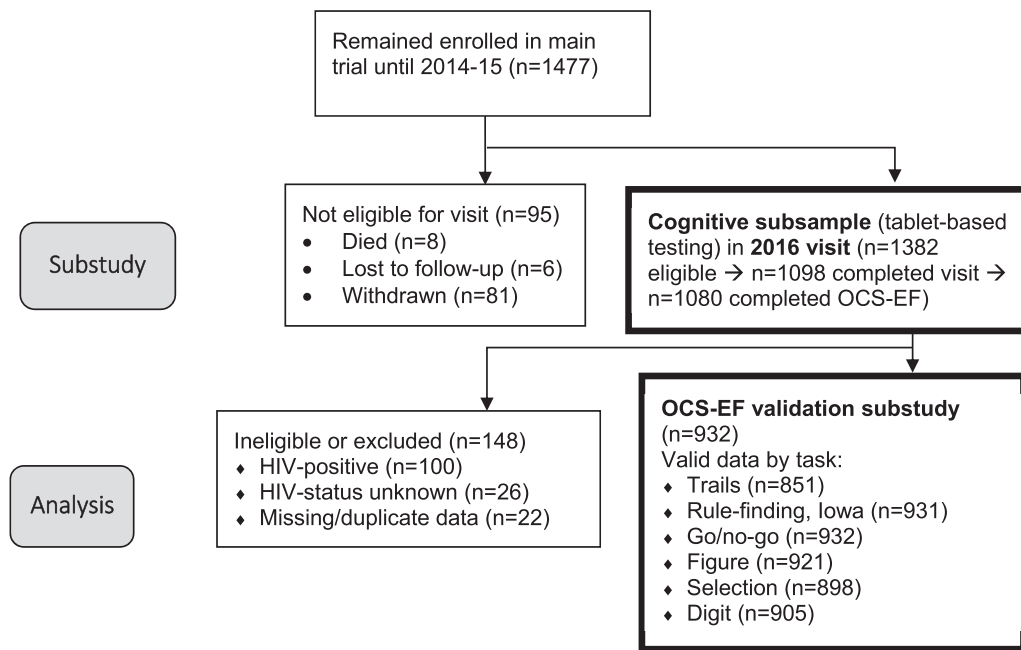 Remained enrolled in main
trial until 2014-15 (n=1477)
Substudy
Not eligible for visit (n=95)
• Died (n=8)
• Lost to follow-up (n=6)
• Withdrawn (n=81)
Cognitive subsample (tablet-based
testing) in 2016 visit (n=1382
eligible → n=1098 completed visit →
n=1080 completed OCS-EF)
Analysis
Ineligible or excluded (n=148)
♦ HIV-positive (n=100)
♦ HIV-status unknown (n=26)
♦ Missing/duplicate data (n=22)
OCS-EF validation substudy
(n=932)
Valid data by task:
♦ Trails (n=851)
♦ Rule-finding, Iowa (n=931)
♦ Go/no-go (n=932)
♦ Figure (n=921)
♦ Selection (n=898)
♦ Digit (n=905)